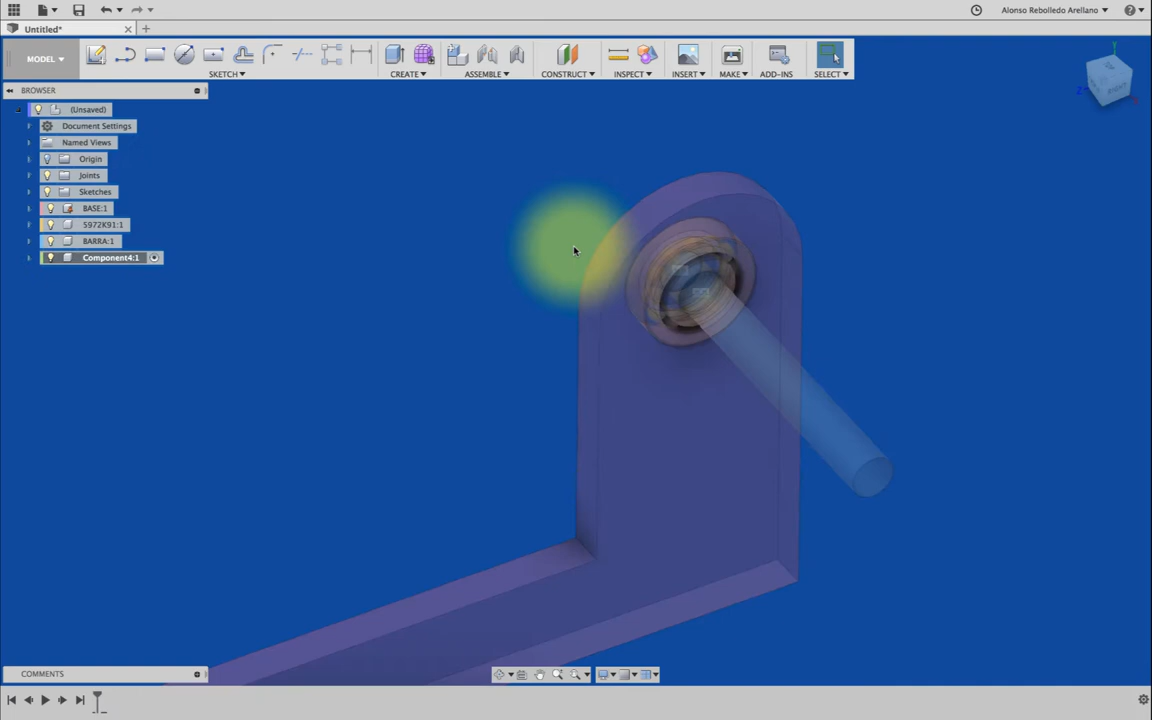 Alonso Rebolledo Arellano
Untitled*
MODEL
SKETCH
CREATE
ASSEMBLE
CONSTRUCT
INSPECT
INSERT
MAKE
ADD-INS
SELECT
BROWSER
(Unsaved)
Document Settings
Named Views
Origin
Joints
Sketches
BASE:1
5972K91:1
BARRA:1
Component4:1
RIGHT
Y
Z
COMMENTS